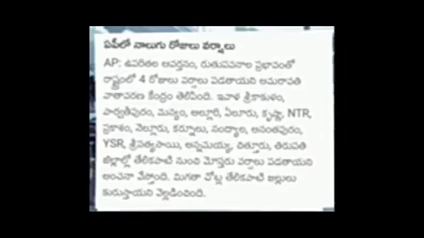 ఏపీలో నాలుగు రోజులు వర్షాలు
AP: ఉపరితల ఆవర్తనం, రుతుపవనాల ప్రభావంతో
రాష్ట్రంలో 4 రోజులు వర్షాలు పడతాయని అమరావతి
వాతావరణ కేంద్రం తెలిపింది. ఇవాళ శ్రీకాకుళం,
పార్వతీపురం, మన్యం, అల్లూరి, ఏలూరు, కృష్ణా, NTR,
ప్రకాశం, నెల్లూరు, కర్నూలు, నంద్యాల, అనంతపురం,
YSR, శ్రీసత్యసాయి, అన్నమయ్య, చిత్తూరు, తిరుపతి
జిల్లాల్లో తేలికపాటి నుంచి మోస్తరు వర్షాలు పడతాయని
అంచనా వేసింది. మిగతా చోట్ల తేలికపాటి జల్లులు
కురుస్తాయని వెల్లడించింది.